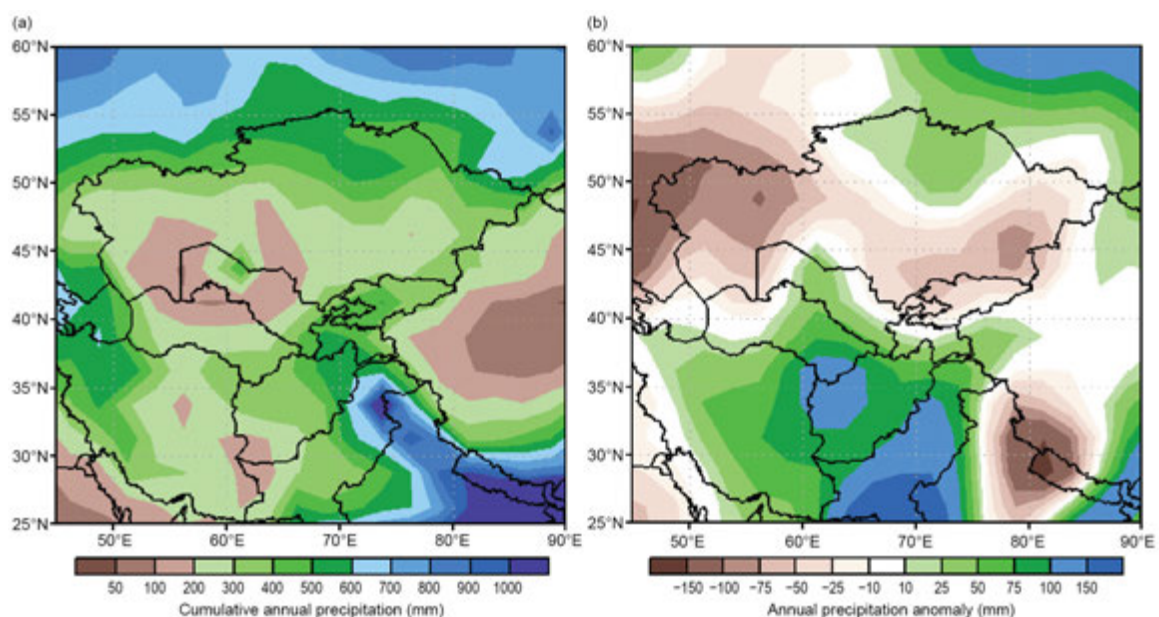 (a)
(b)
60°N
55°N
50°N
45°N
40°N
35°N
30°N
25°N
50°E 60°E 70°E 80°E 90°E
50 100 200 300 400 500 600 700 800 900 1000
Cumulative annual precipitation (mm)
60°N
55°N
50°N
45°N
40°N
35°N
30°N
25°N
50°E 60°E 70°E 80°E 90°E
−150 −100 −75 −50 −25 −10 10 25 50 75 100 150
Annual precipitation anomaly (mm)